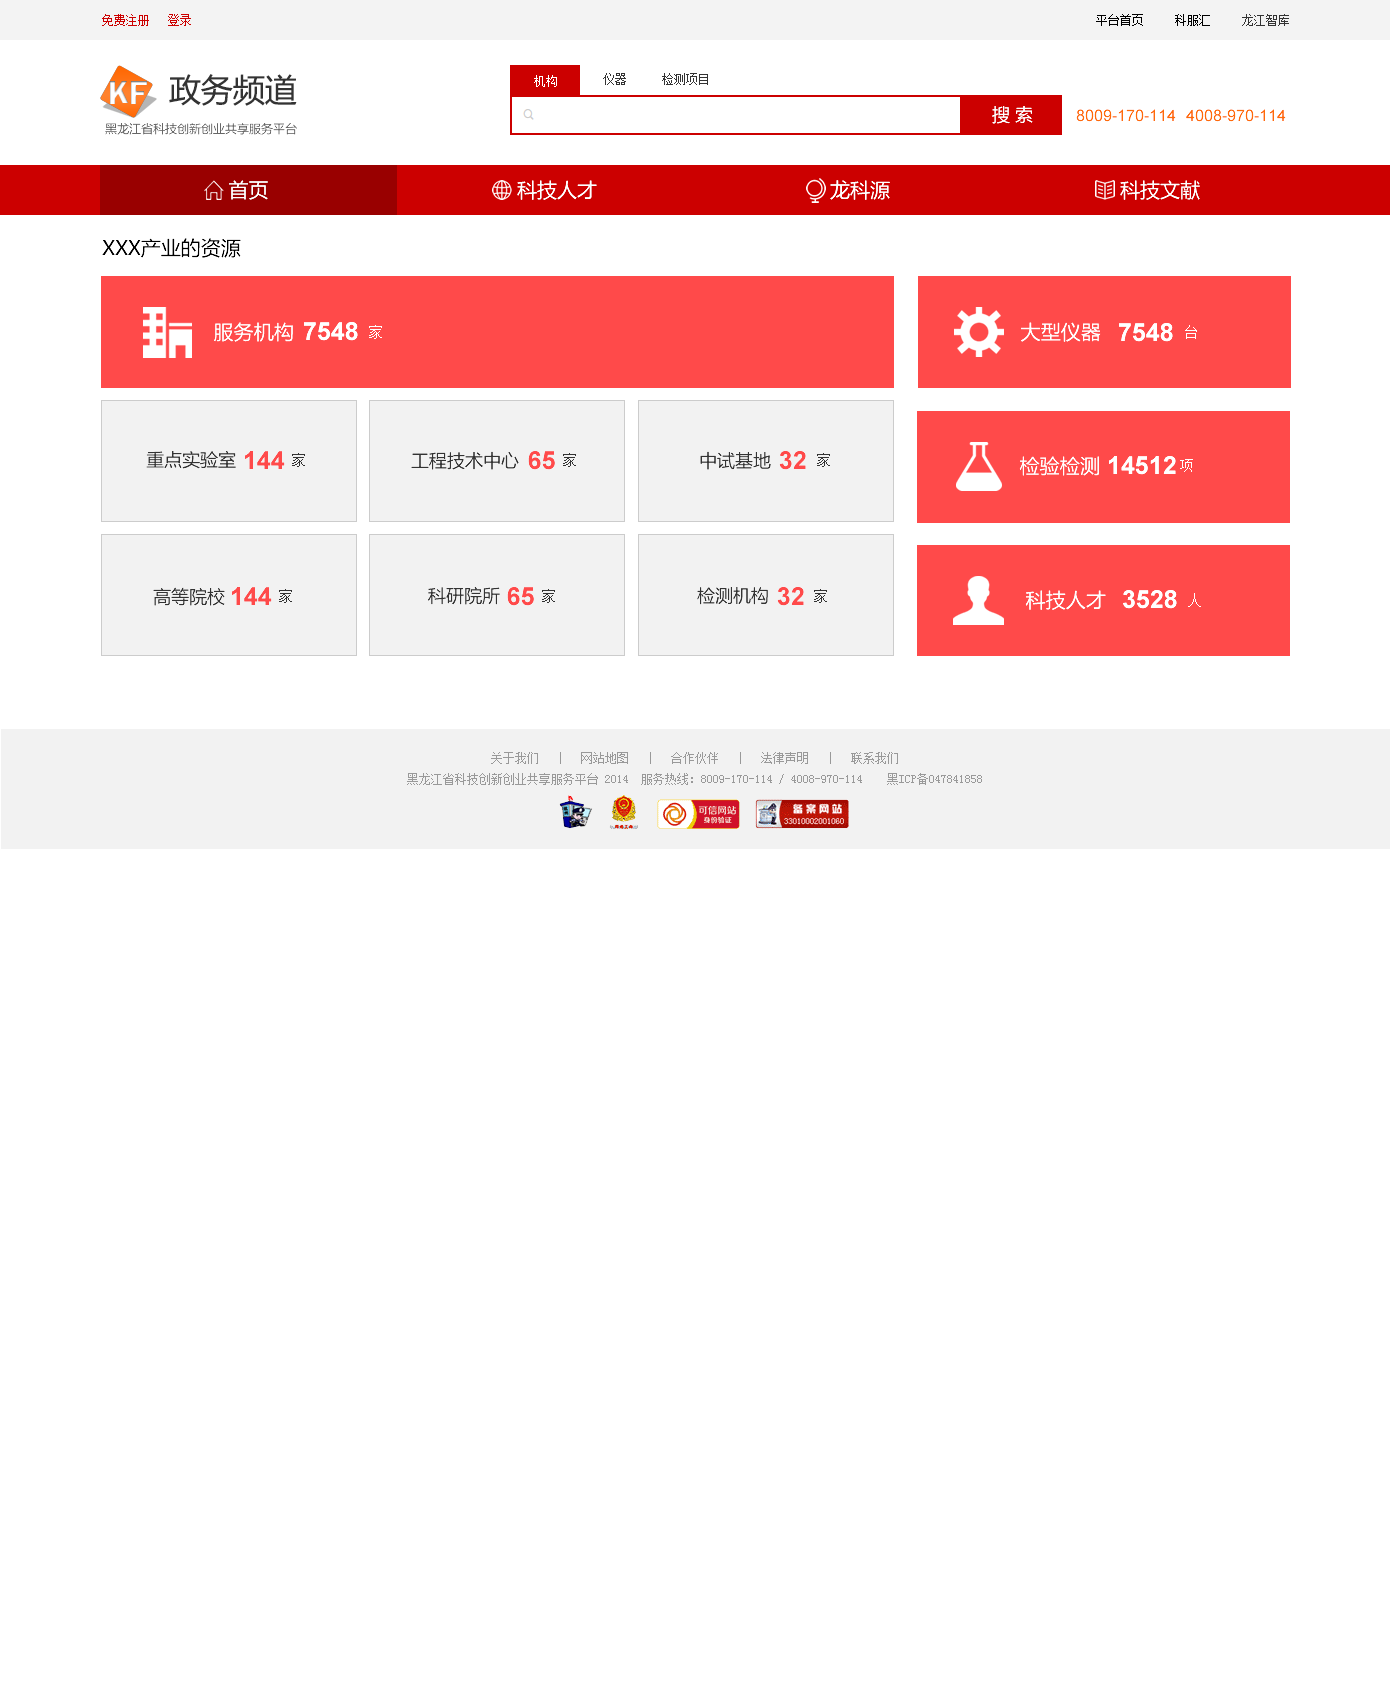 免费注册 登录 平台首页 科服汇 龙江智库
KF 政务频道
黑龙江省科技创新创业共享服务平台
机构 仪器 检测项目
搜 索 8009-170-114 4008-970-114
首页 科技人才 龙科源 科技文献
XXX产业的资源
服务机构 7548 家
大型仪器 7548 台
重点实验室 144 家
工程技术中心 65 家
中试基地 32 家
检验检测 14512 项
高等院校 144 家
科研院所 65 家
检测机构 32 家
科技人才 3528 人
关于我们 | 网站地图 | 合作伙伴 | 法律声明 | 联系我们
黑龙江省科技创新创业共享服务平台 2014 服务热线: 8009-170-114 / 4008-970-114 黑ICP备047841858
可信网站
身份验证
备案网站
33010002001060